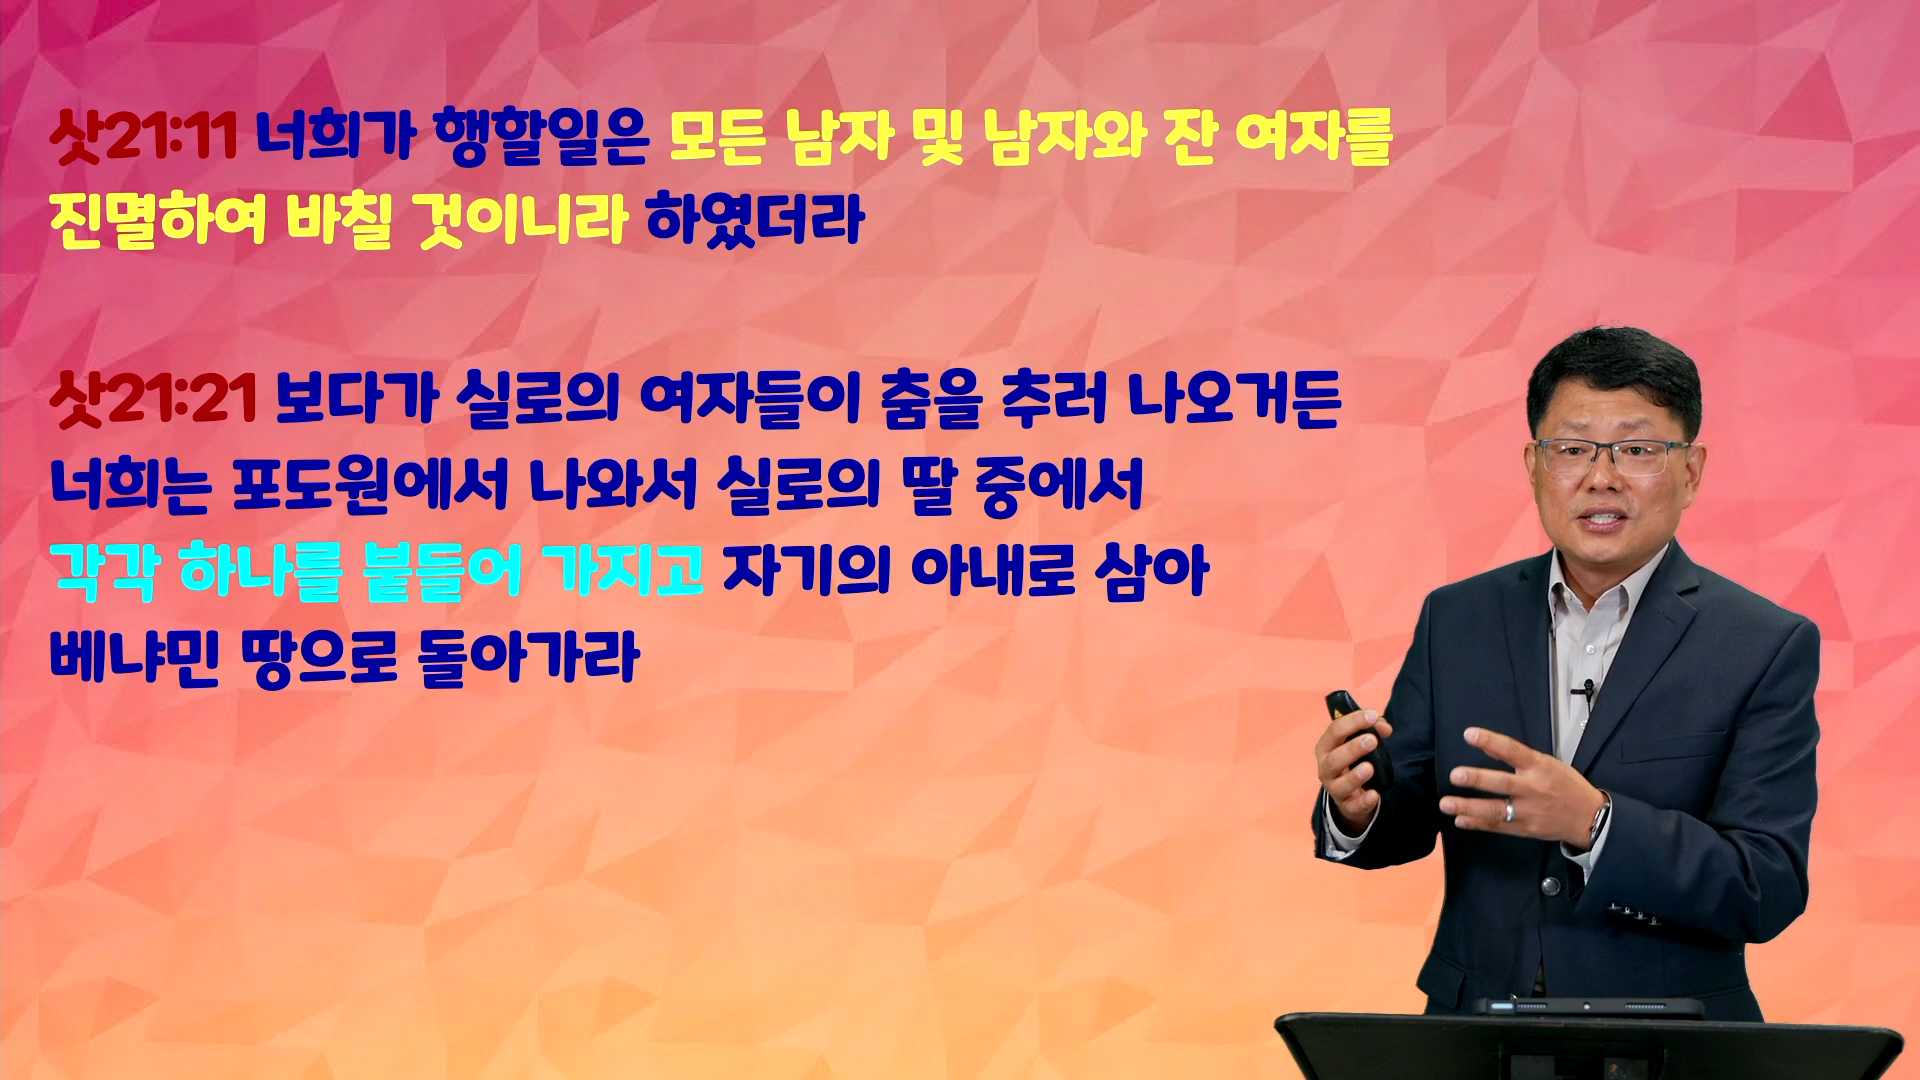 삿21:11 너희가 행할일은 모든 남자 및 남자와 잔 여자를
진멸하여 바칠 것이니라 하였더라
삿21:21 보다가 실로의 여자들이 춤을 추러 나오거든
너희는 포도원에서 나와서 실로의 딸 중에서
각각 하나를 붙들어 가지고 자기의 아내로 삼아
베냐민 땅으로 돌아가라